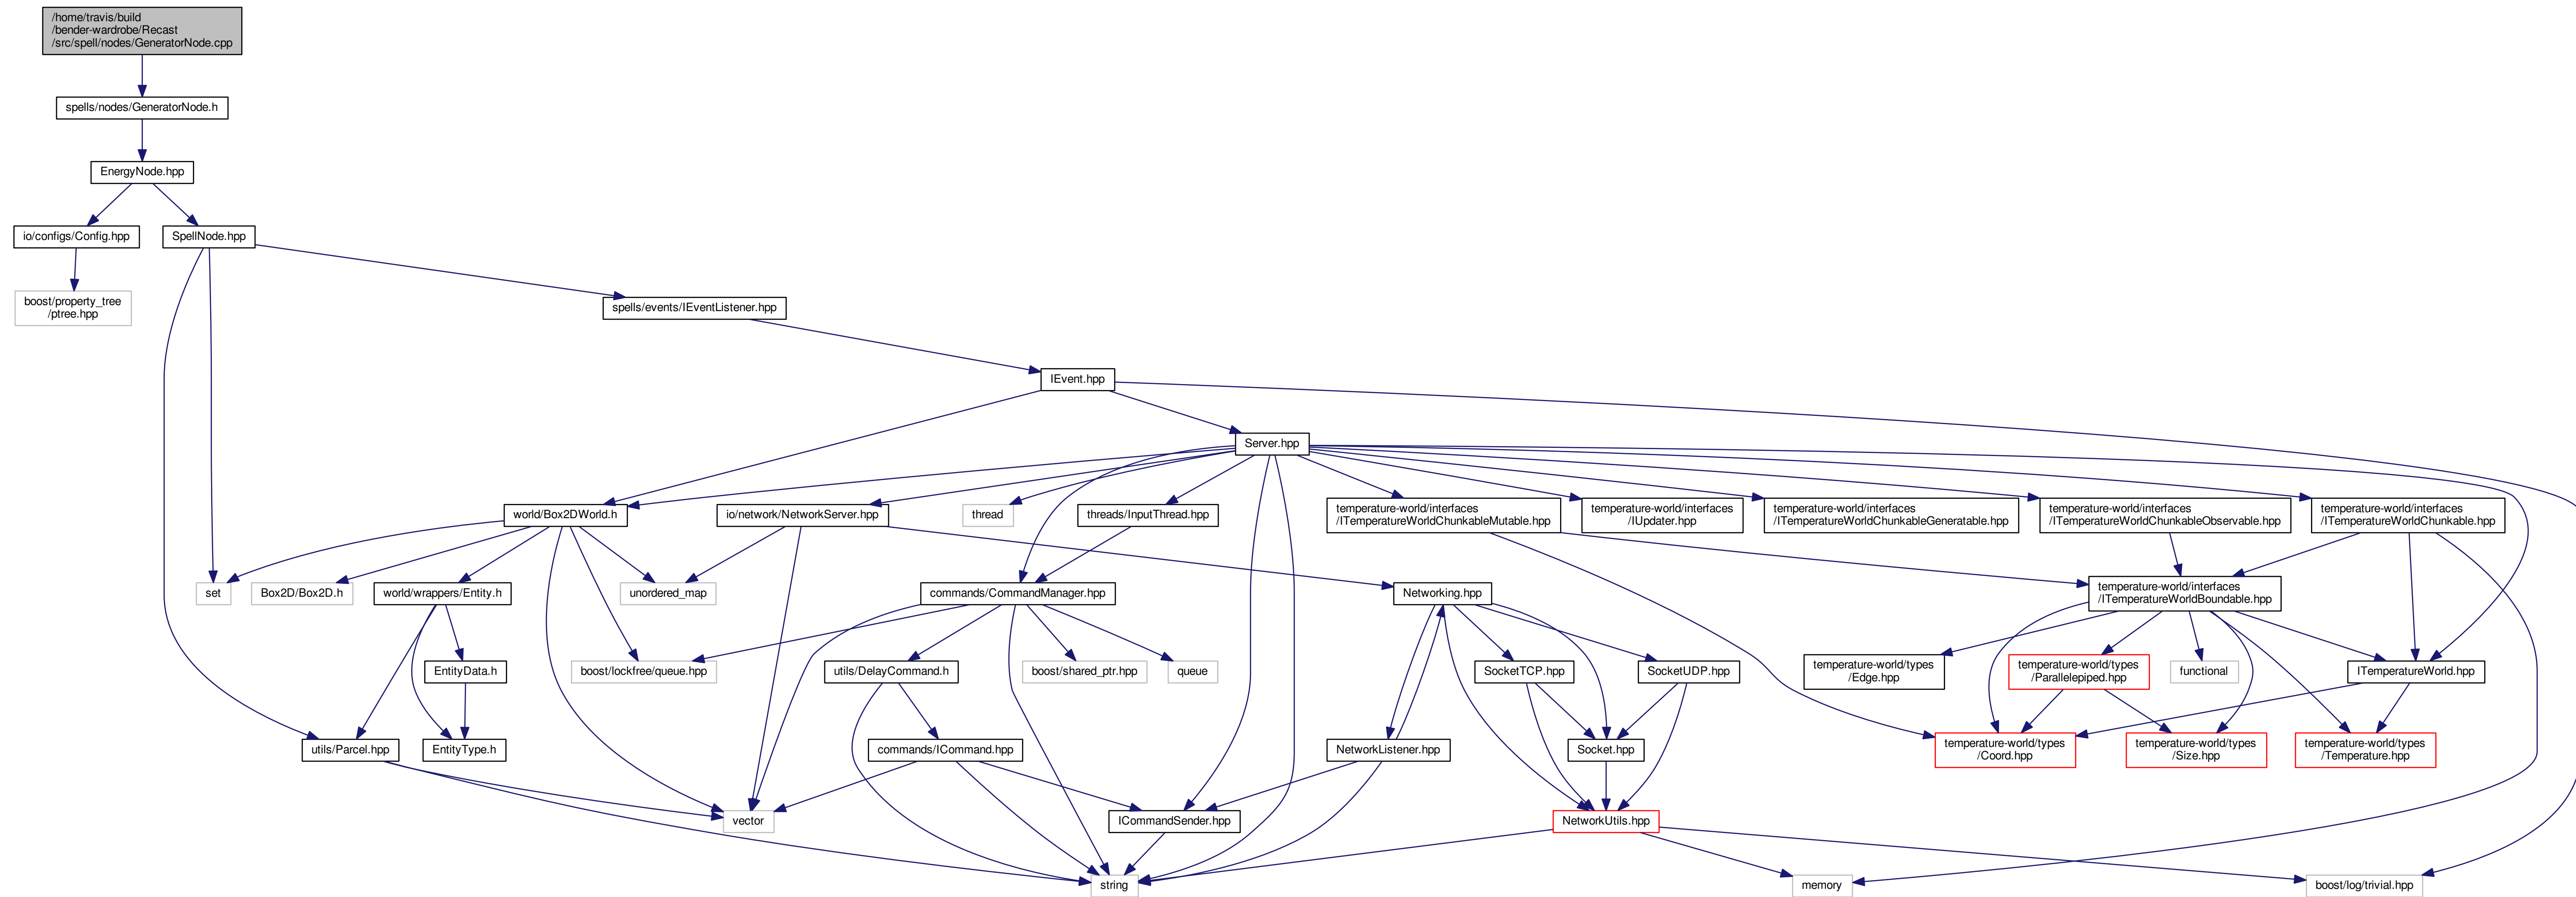 /home/travis/build
/bender-wardrobe/Recast
/src/spell/nodes/GeneratorNode.cpp
spells/nodes/GeneratorNode.h
EnergyNode.hpp
io/configs/Config.hpp
SpellNode.hpp
boost/property_tree
/ptree.hpp
spells/events/IEventListener.hpp
IEvent.hpp
Server.hpp
world/Box2DWorld.h
io/network/NetworkServer.hpp
thread
threads/InputThread.hpp
temperature-world/interfaces
/ITemperatureWorldChunkableMutable.hpp
temperature-world/interfaces
/IUpdater.hpp
temperature-world/interfaces
/ITemperatureWorldChunkableGeneratable.hpp
temperature-world/interfaces
/ITemperatureWorldChunkableObservable.hpp
temperature-world/interfaces
/ITemperatureWorldChunkable.hpp
set
Box2D/Box2D.h
world/wrappers/Entity.h
unordered_map
commands/CommandManager.hpp
Networking.hpp
temperature-world/interfaces
/ITemperatureWorldBoundable.hpp
EntityData.h
boost/lockfree/queue.hpp
utils/DelayCommand.h
boost/shared_ptr.hpp
queue
SocketTCP.hpp
SocketUDP.hpp
temperature-world/types
/Edge.hpp
temperature-world/types
/Parallelepiped.hpp
functional
ITemperatureWorld.hpp
utils/Parcel.hpp
EntityType.h
commands/ICommand.hpp
NetworkListener.hpp
Socket.hpp
temperature-world/types
/Coord.hpp
temperature-world/types
/Size.hpp
temperature-world/types
/Temperature.hpp
vector
ICommandSender.hpp
NetworkUtils.hpp
string
memory
boost/log/trivial.hpp